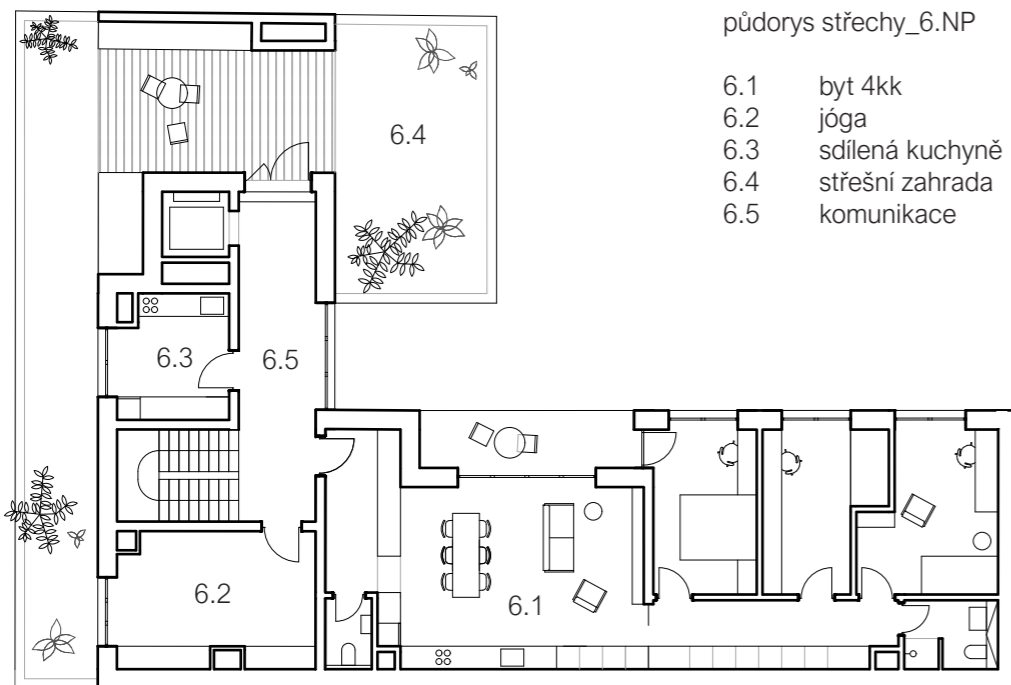 půdorys střechy_6.NP
6.1 byt 4kk
6.2 jóga
6.3 sdílená kuchyně
6.4 střešní zahrada
6.5 komunikace
6.4
6.3
6.5
6.2
6.1